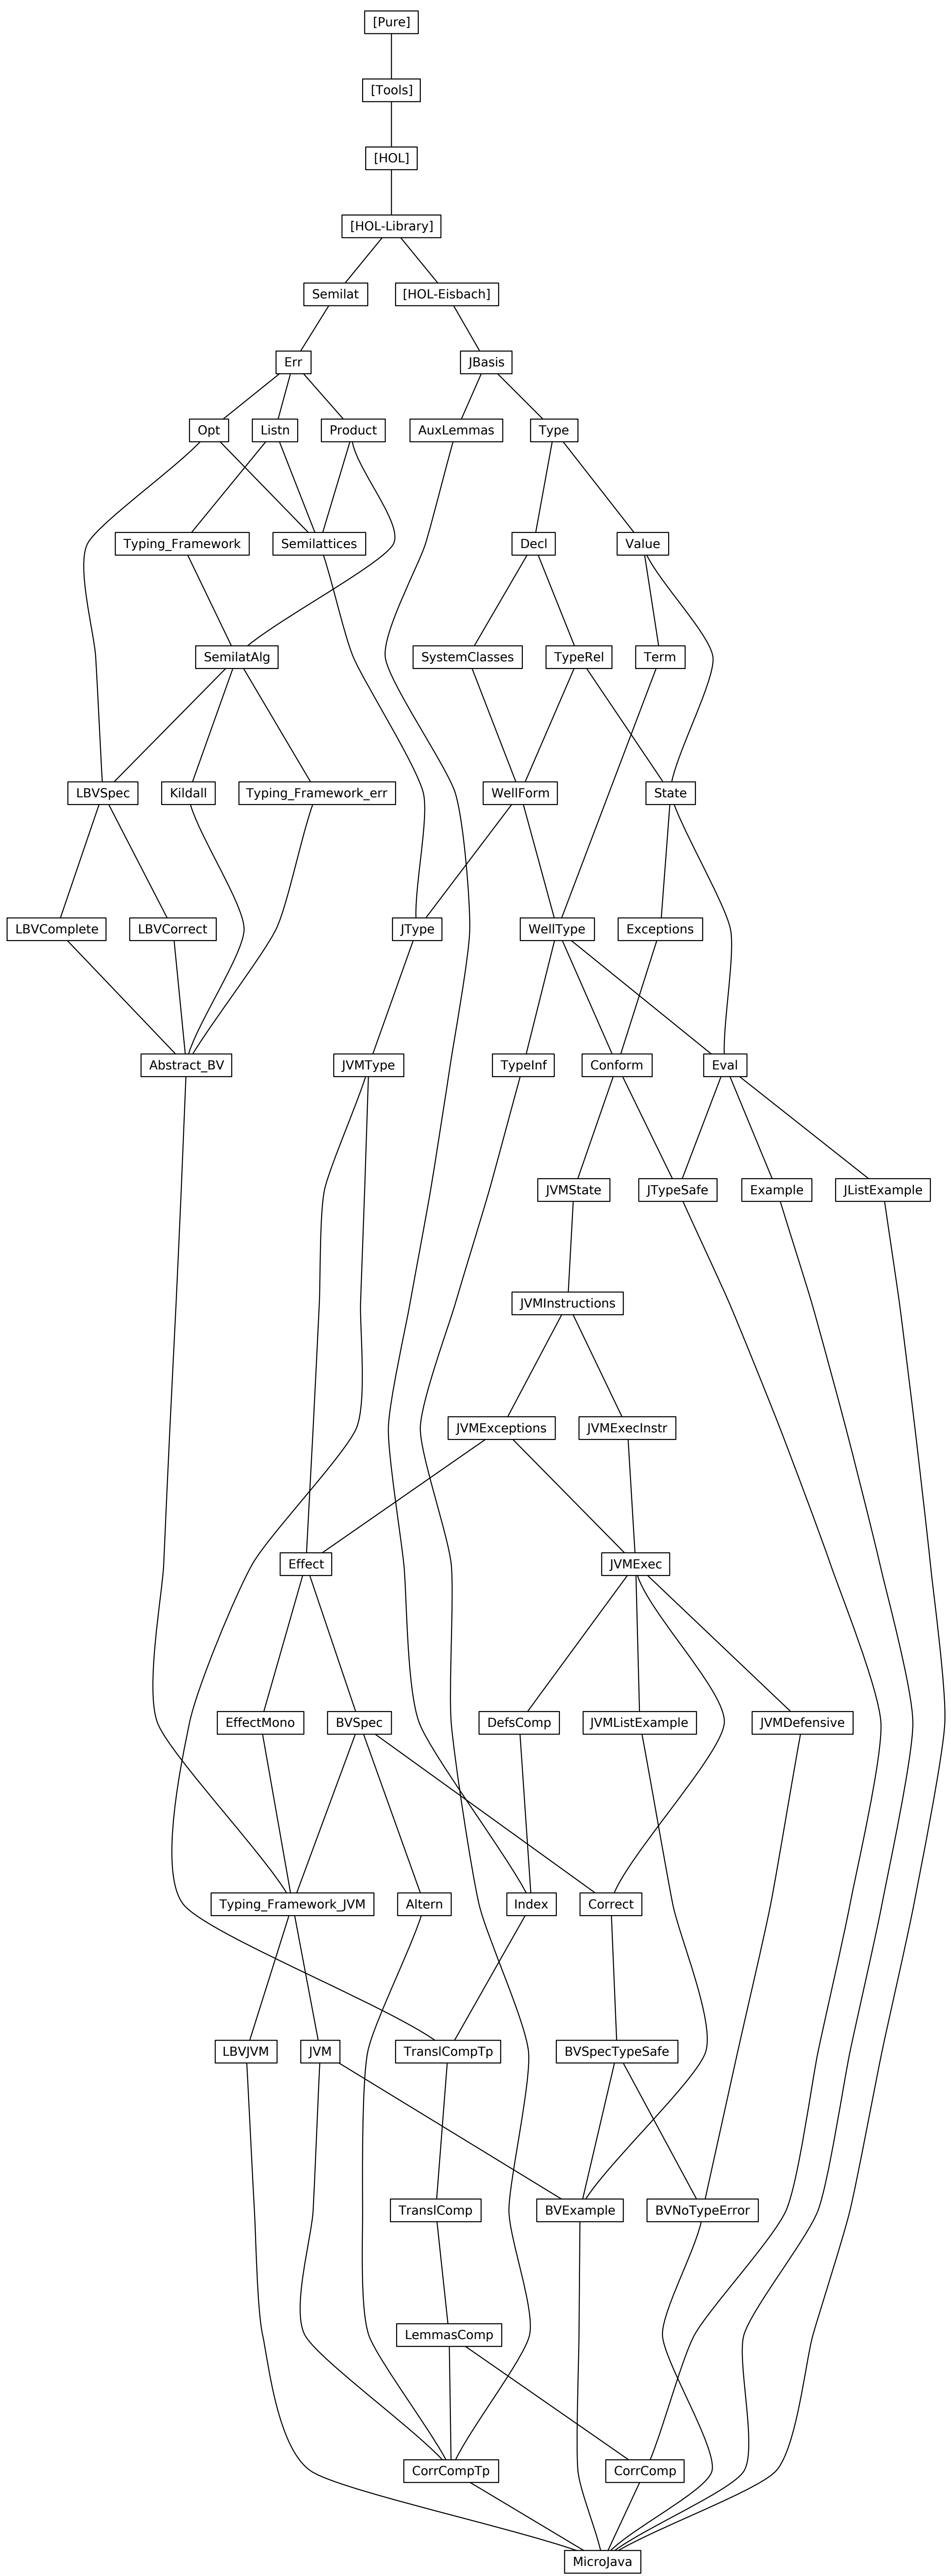 [Pure]
[Tools]
[HOL]
[HOL-Library]
Semilat
[HOL-Eisbach]
Err
JBasis
Opt
Listn
Product
AuxLemmas
Type
Typing_Framework
Semilattices
Decl
Value
SemilatAlg
SystemClasses
TypeRel
Term
LBVSpec
Kildall
Typing_Framework_err
WellForm
State
LBVComplete
LBVCorrect
JType
WellType
Exceptions
Abstract_BV
JVMType
TypeInf
Conform
Eval
JVMState
JTypeSafe
Example
JListExample
JVMInstructions
JVMExceptions
JVMExecInstr
Effect
JVMExec
EffectMono
BVSpec
DefsComp
JVMListExample
JVMDefensive
Typing_Framework_JVM
Altern
Index
Correct
LBVJVM
JVM
TranslCompTp
BVSpecTypeSafe
TranslComp
BVExample
BVNoTypeError
LemmasComp
CorrCompTp
CorrComp
MicroJava